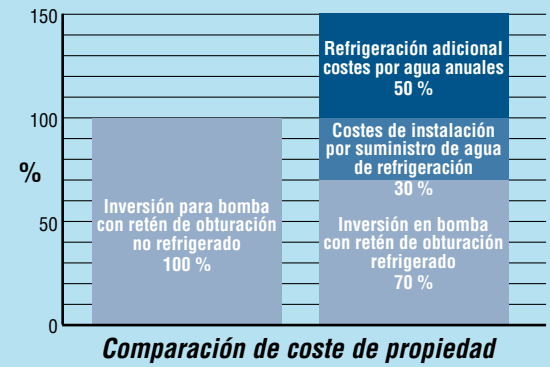 150
100
50
0
%
Inversión para bomba
con retén de obturación
no refrigerado
100 %
Refrigeración adicional
costes por agua anuales
50 %
Costes de instalación
por suministro de agua
de refrigeración
30 %
Inversión en bomba
con retén de obturación
refrigerado
70 %
Comparación de coste de propiedad